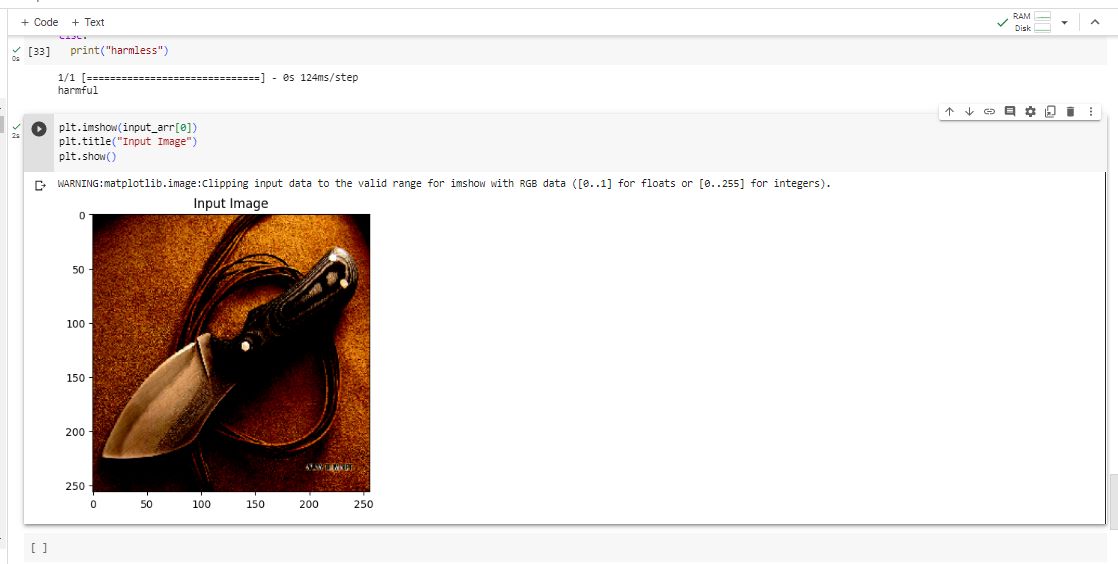 + Code + Text
RAM
Disk
else:
[33] print("harmless")
0s
1/1 [==============================] - 0s 124ms/step
harmful
2s
plt.imshow(input_arr[0])
plt.title("Input Image")
plt.show()
WARNING:matplotlib.image:Clipping input data to the valid range for imshow with RGB data ([0..1] for floats or [0..255] for integers).
Input Image
0
50
100
150
200
250
0 50 100 150 200 250
[ ]